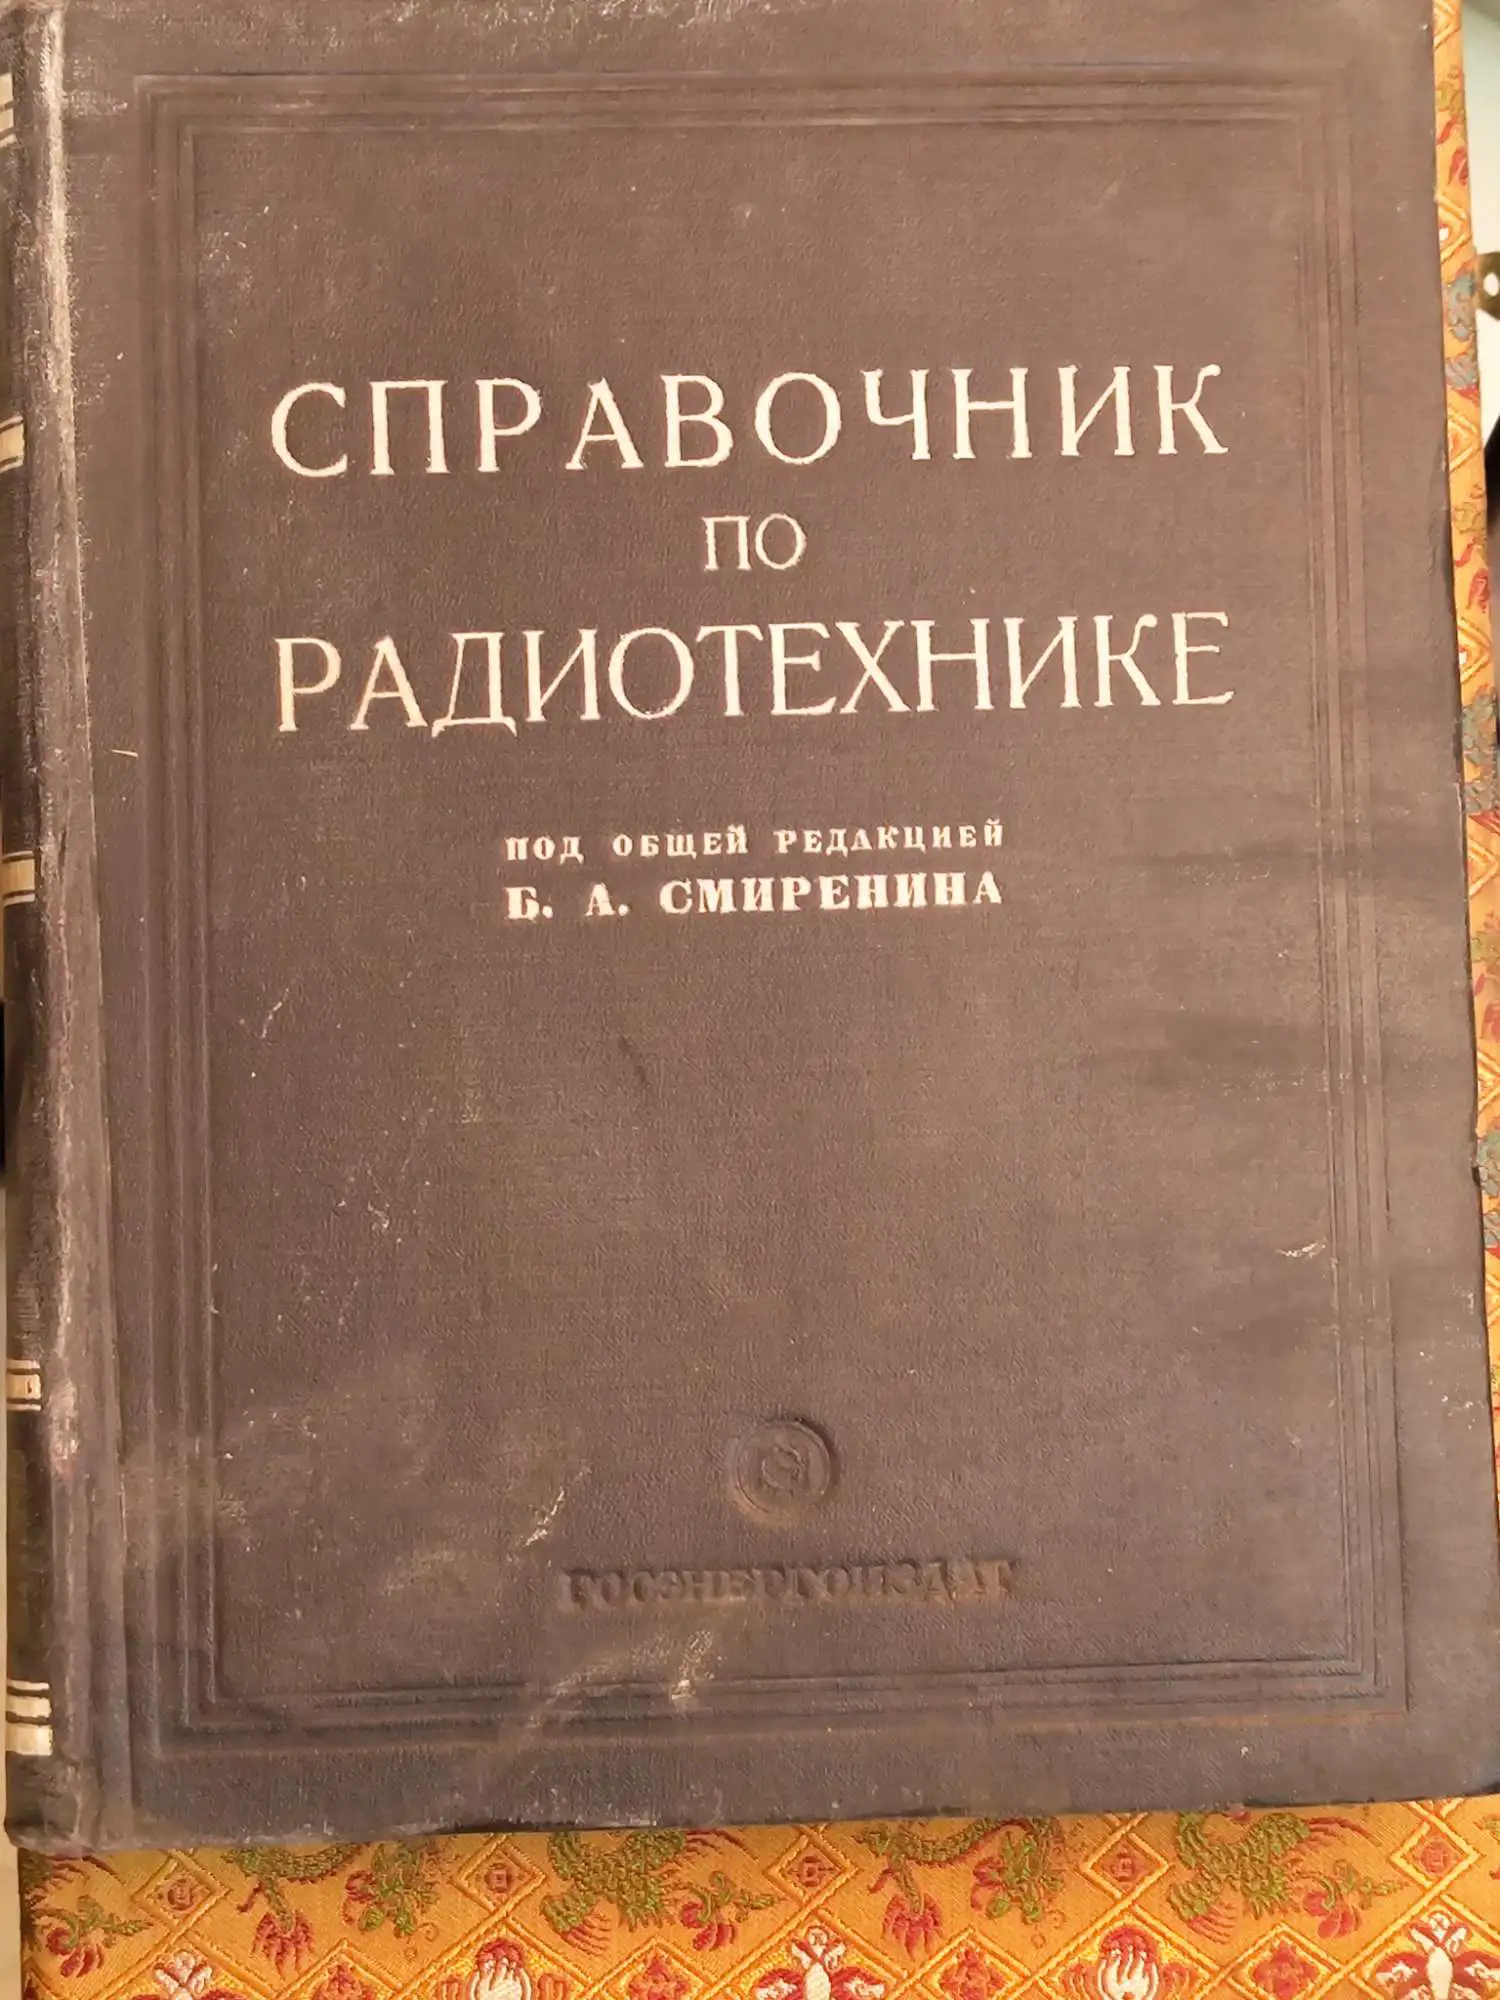 СПРАВОЧНИК
ПО
РАДИОТЕХНИКЕ
ПОД ОБЩЕЙ РЕДАКЦИЕЙ
Б. А. СМИРЕНИНА
ГОСЭНЕРГОИЗДАТ